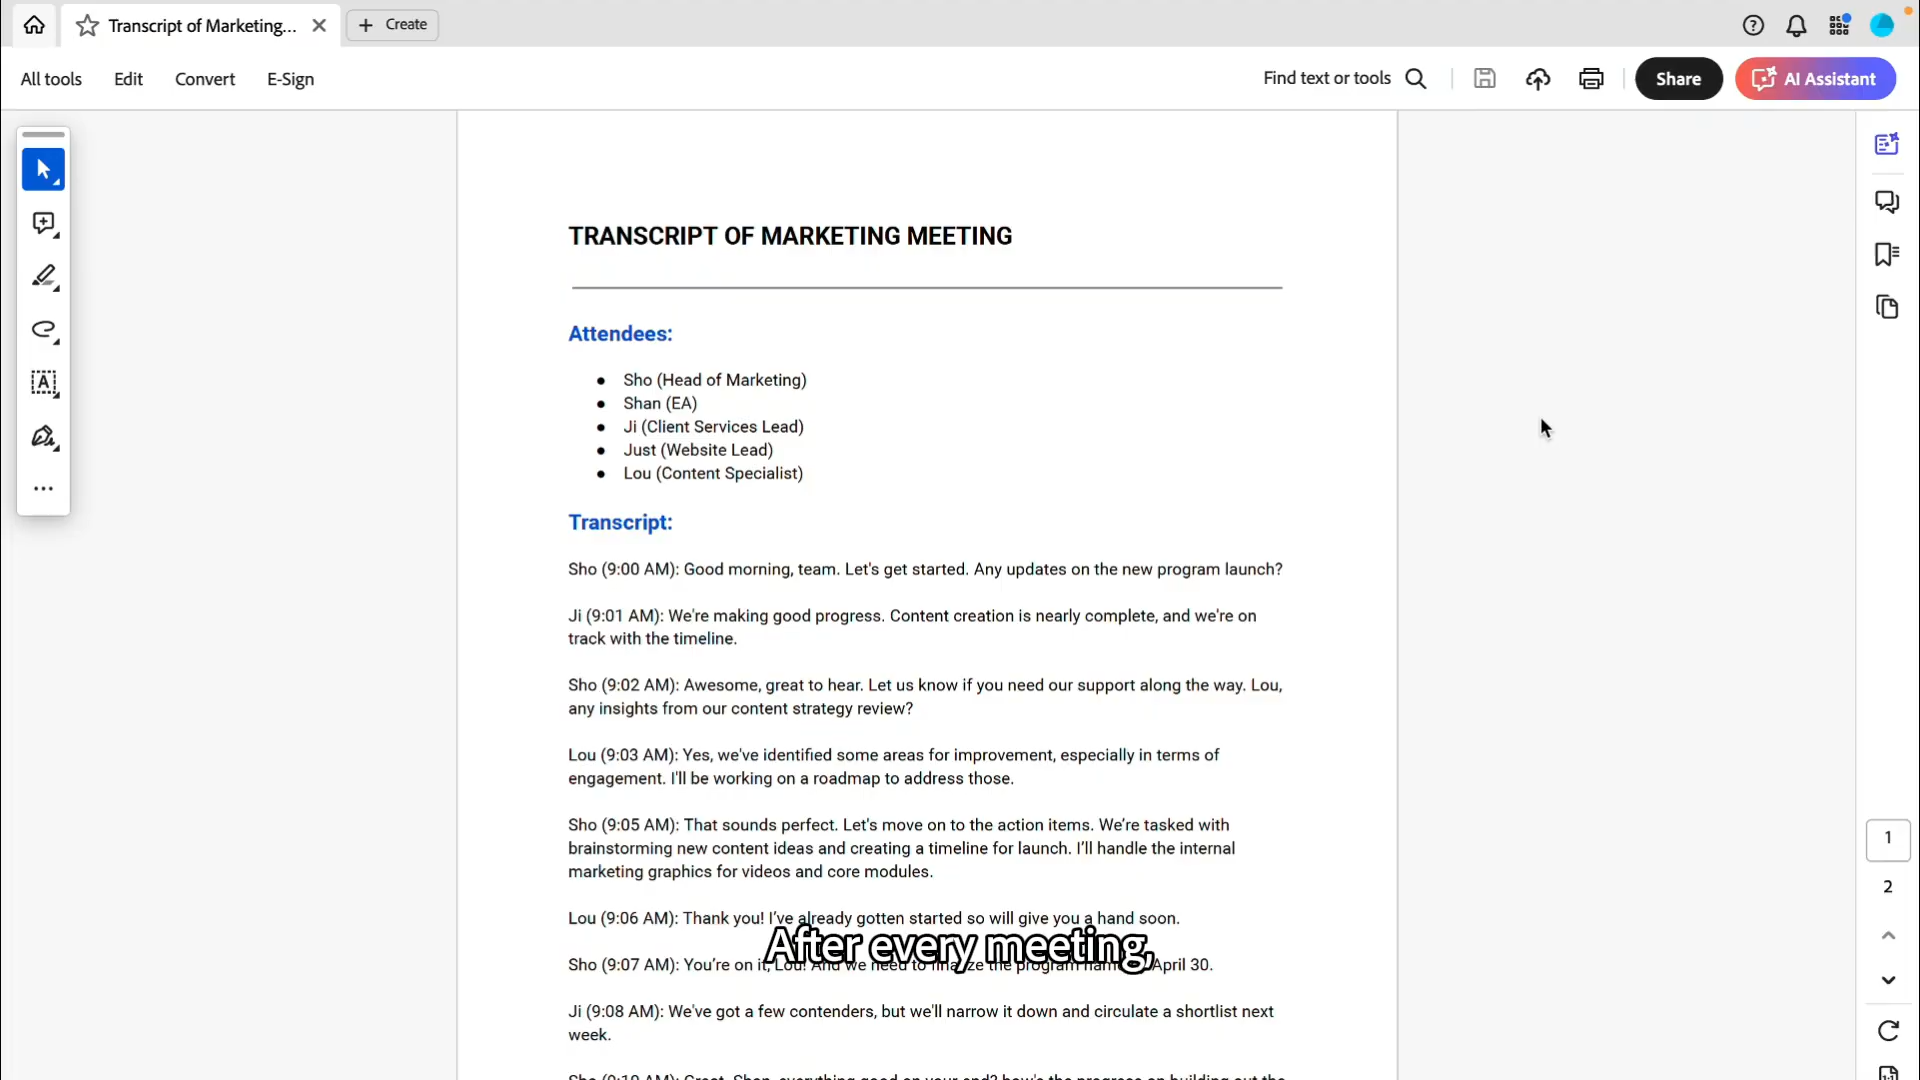 Transcript of Marketing...
Create
All tools
Edit
Convert
E-Sign
Find text or tools
Share
AI Assistant
TRANSCRIPT OF MARKETING MEETING
Attendees:
● Sho (Head of Marketing)
● Shan (EA)
● Ji (Client Services Lead)
● Just (Website Lead)
● Lou (Content Specialist)
Transcript:
Sho (9:00 AM): Good morning, team. Let's get started. Any updates on the new program launch?
Ji (9:01 AM): We're making good progress. Content creation is nearly complete, and we're on
track with the timeline.
Sho (9:02 AM): Awesome, great to hear. Let us know if you need our support along the way. Lou,
any insights from our content strategy review?
Lou (9:03 AM): Yes, we've identified some areas for improvement, especially in terms of
engagement. I'll be working on a roadmap to address those.
Sho (9:05 AM): That sounds perfect. Let's move on to the action items. We’re tasked with
brainstorming new content ideas and creating a timeline for launch. I’ll handle the internal
marketing graphics for videos and core modules.
Lou (9:06 AM): Thank you! I’ve already gotten started so will give you a hand soon.
After every meeting,
Sho (9:07 AM): You’re on it, Lou! And we need to finalize the program April 30.
Ji (9:08 AM): We've got a few contenders, but we'll narrow it down and circulate a shortlist next
week.
1
2